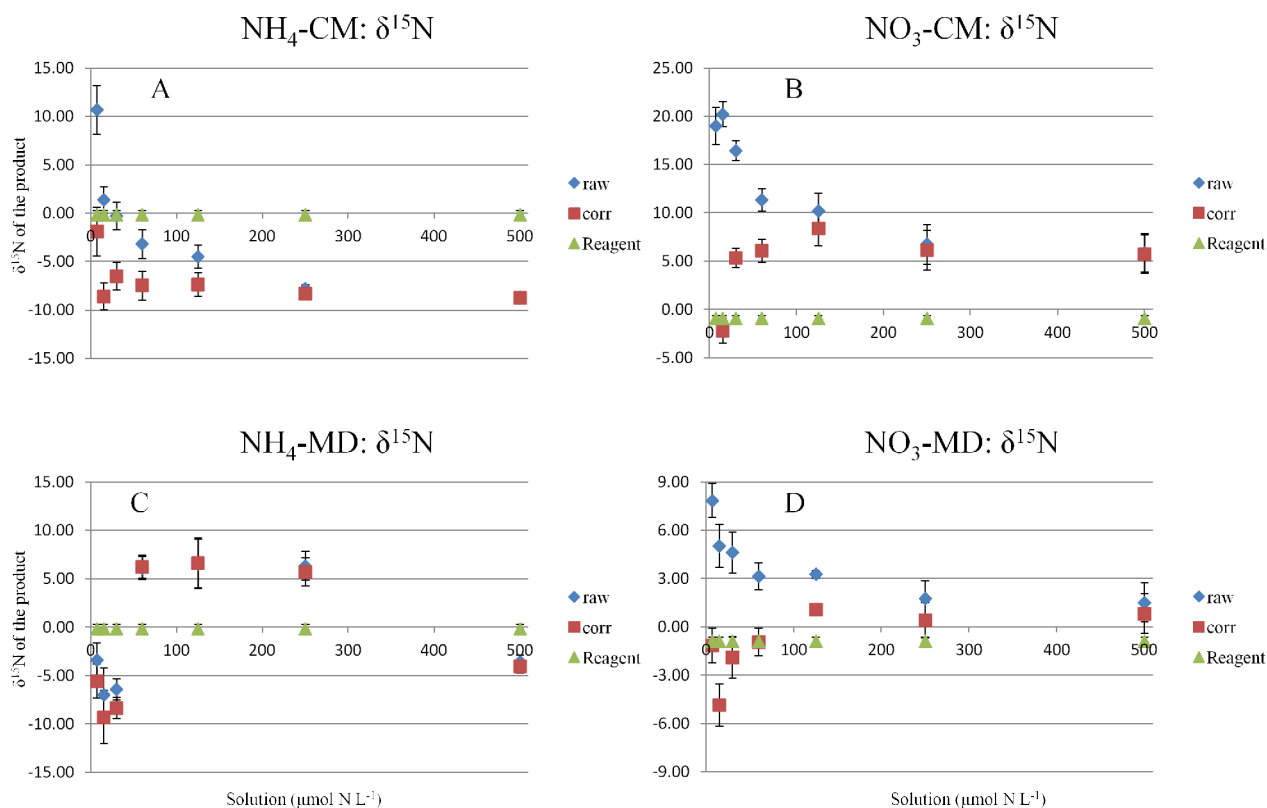 NH₄-CM: δ¹⁵N
A
15.00
10.00
5.00
0.00
-5.00
-10.00
-15.00
0 100 200 300 400 500
δ¹⁵N of the product
raw
corr
Reagent
NO₃-CM: δ¹⁵N
B
25.00
20.00
15.00
10.00
5.00
0.00
-5.00
0 100 200 300 400 500
raw
corr
Reagent
NH₄-MD: δ¹⁵N
C
15.00
10.00
5.00
0.00
-5.00
-10.00
-15.00
0 100 200 300 400 500
δ¹⁵N of the product
Solution (µmol N L⁻¹)
raw
corr
Reagent
NO₃-MD: δ¹⁵N
D
9.00
6.00
3.00
0.00
-3.00
-6.00
-9.00
0 100 200 300 400 500
Solution (µmol N L⁻¹)
raw
corr
Reagent